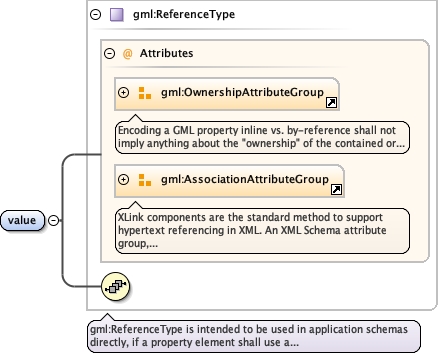 gml:ReferenceType
@ Attributes
gml:OwnershipAttributeGroup
Encoding a GML property inline vs. by-reference shall not
imply anything about the "ownership" of the contained or...
gml:AssociationAttributeGroup
XLink components are the standard method to support
hypertext referencing in XML. An XML Schema attribute
group,...
value
gml:ReferenceType is intended to be used in application schemas
directly, if a property element shall use a...